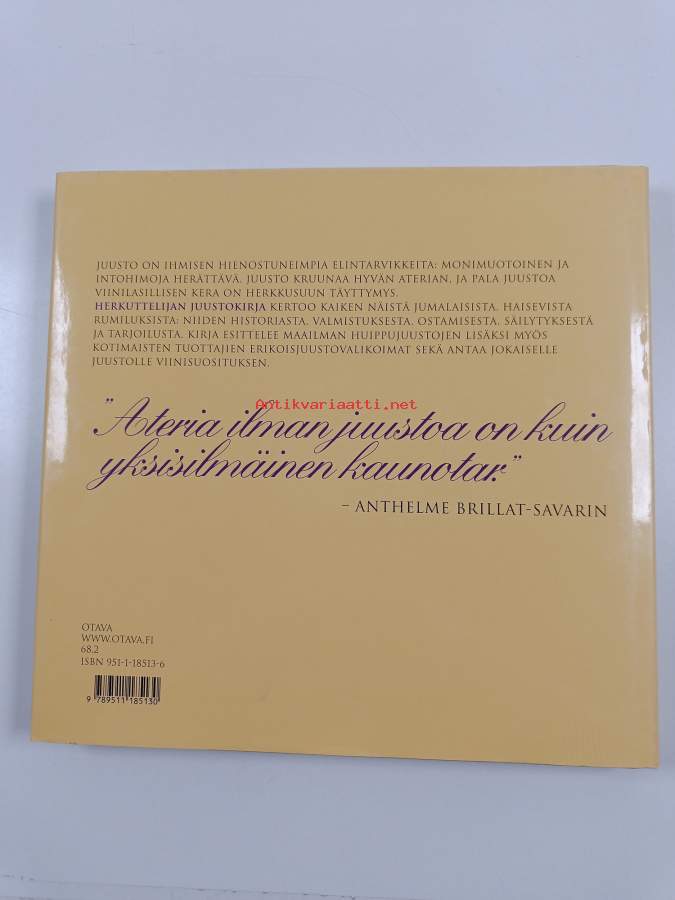 JUUSTO ON IHMISEN HIENOSTUNEIMPIA ELINTARVIKKEITA: MONIMUOTOINEN JA
INTOHIMOJA HERÄTTÄVÄ. JUUSTO KRUUNAA HYVÄN ATERIAN, JA PALA JUUSTOA
VIINILASILLISEN KERA ON HERKKUSUUN TÄYTTYMYS.
HERKUTTELIJAN JUUSTOKIRJA KERTOO KAIKEN NÄISTÄ JUMALAISISTA, HAISEVISTA
RUMILUKSISTA: NIIDEN HISTORIASTA, VALMISTUKSESTA, OSTAMISESTA, SÄILYTYKSESTÄ
JA TARJOILUSTA. KIRJA ESITTELEE MAAILMAN HUIPPUJUUSTOJEN LISÄKSI MYÖS
KOTIMAISTEN TUOTTAJIEN ERIKOISJUUSTOVALIKOIMAT SEKÄ ANTAA JOKAISELLE
JUUSTOLLE VIINISUOSITUKSEN.
Antikvariaatti.net
"Ateria ilman juustoa on kuin
yksisilmäinen kaunotar."
– ANTHELME BRILLAT-SAVARIN
OTAVA
WWW.OTAVA.FI
68.2
ISBN 951-1-18513-6
9 789511 185130